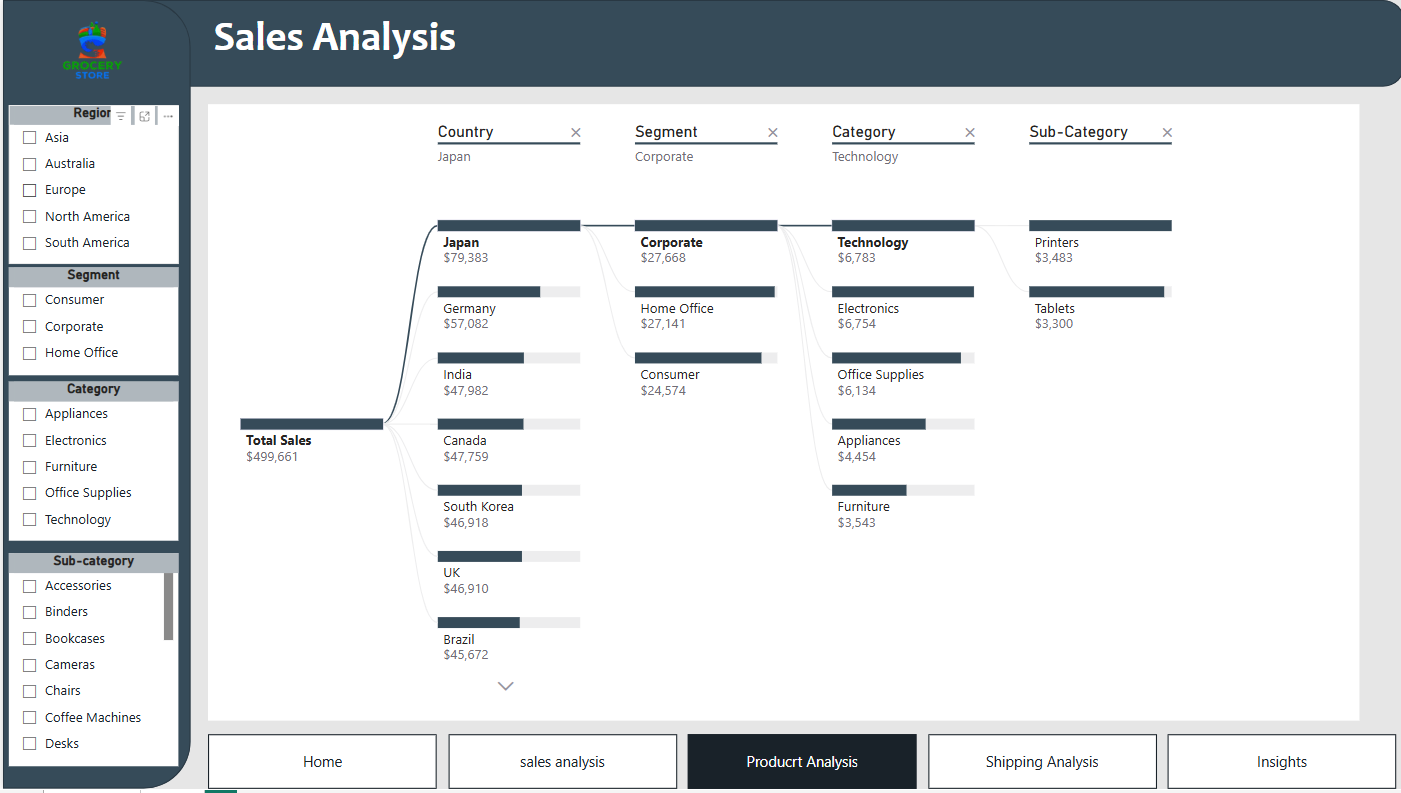 GROCERY
STORE
Sales Analysis
Region
Asia
Australia
Europe
North America
South America
Segment
Consumer
Corporate
Home Office
Category
Appliances
Electronics
Furniture
Office Supplies
Technology
Sub-category
Accessories
Binders
Bookcases
Cameras
Chairs
Coffee Machines
Desks
Country
Japan
Segment
Corporate
Category
Technology
Sub-Category
Total Sales
$499,661
Japan
$79,383
Germany
$57,082
India
$47,982
Canada
$47,759
South Korea
$46,918
UK
$46,910
Brazil
$45,672
Corporate
$27,668
Home Office
$27,141
Consumer
$24,574
Technology
$6,783
Electronics
$6,754
Office Supplies
$6,134
Appliances
$4,454
Furniture
$3,543
Printers
$3,483
Tablets
$3,300
Home
sales analysis
Producrt Analysis
Shipping Analysis
Insights